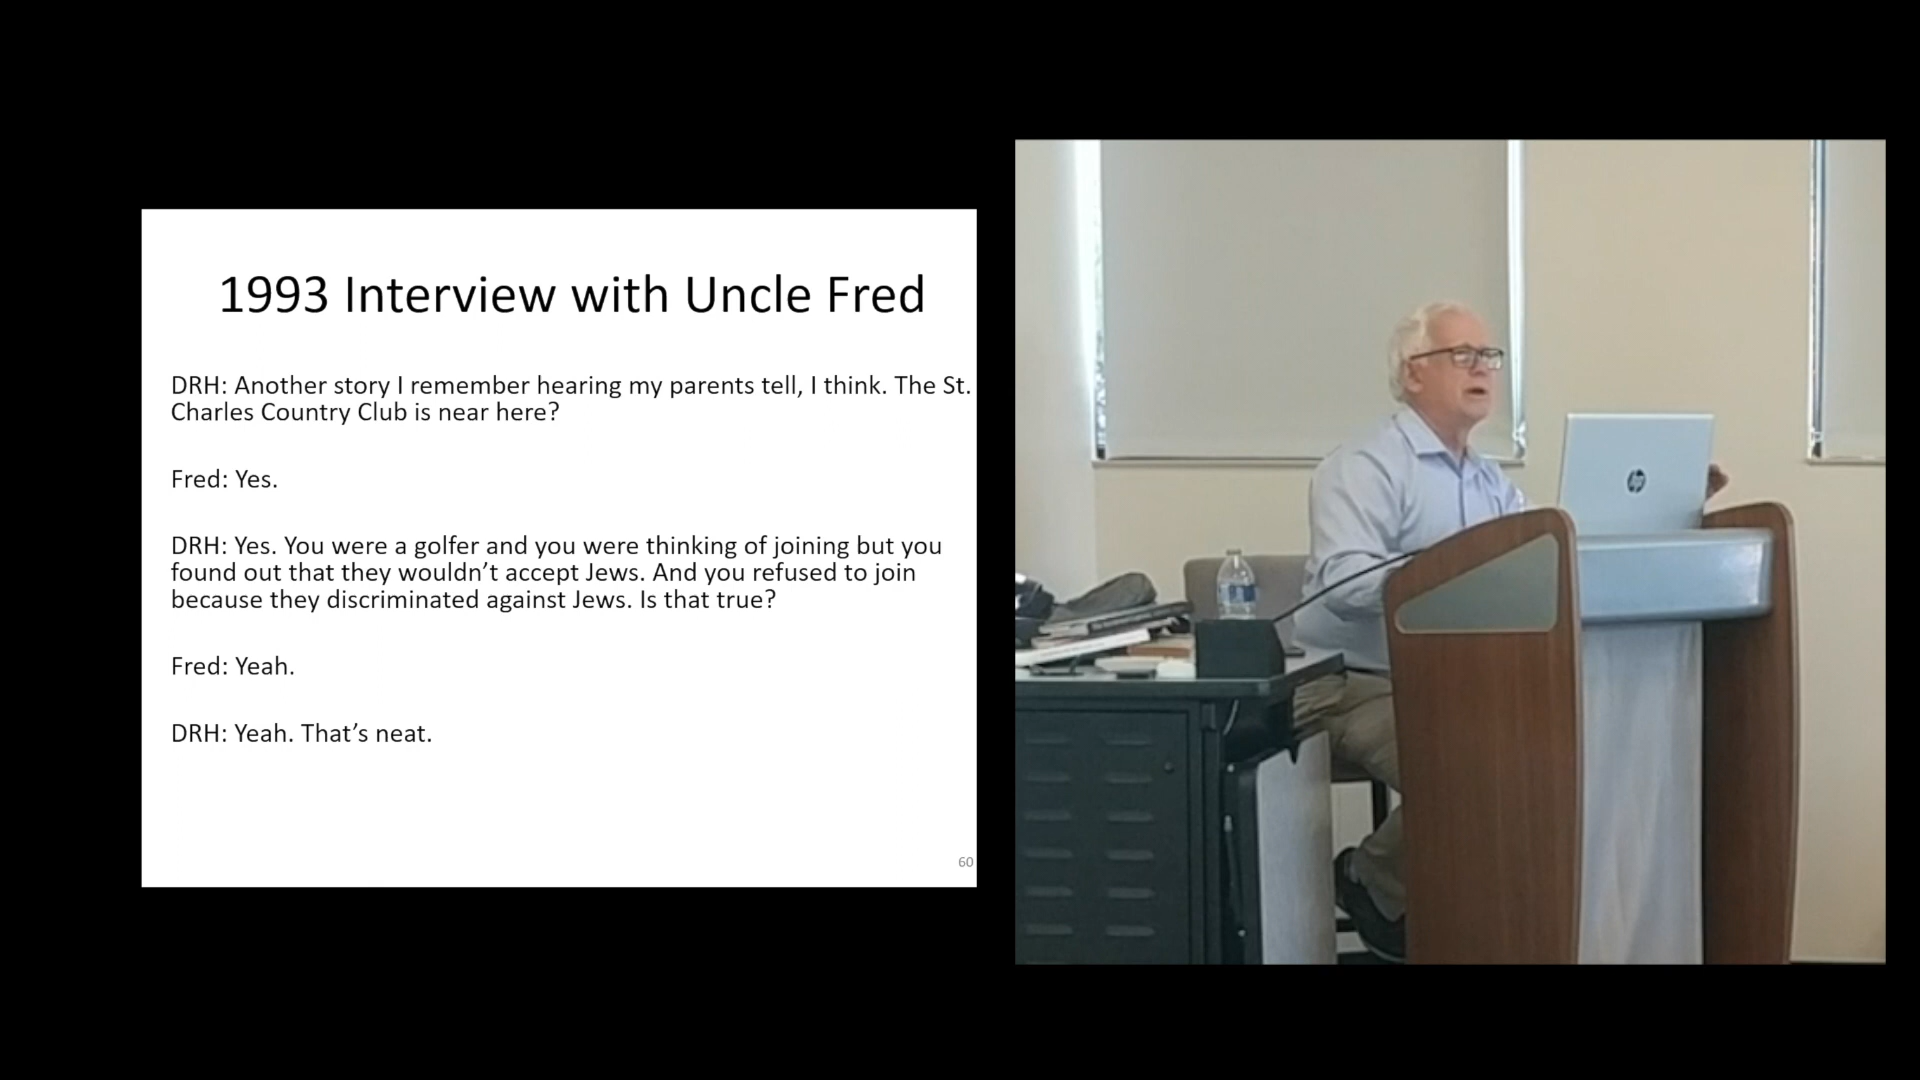 1993 Interview with Uncle Fred
DRH: Another story I remember hearing my parents tell, I think. The St.
Charles Country Club is near here?
Fred: Yes.
DRH: Yes. You were a golfer and you were thinking of joining but you
found out that they wouldn’t accept Jews. And you refused to join
because they discriminated against Jews. Is that true?
Fred: Yeah.
DRH: Yeah. That’s neat.
60
hp